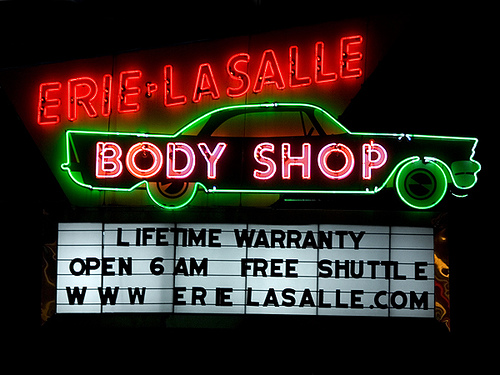 ERIE-LASALLE
BODY SHOP
LIFETIME WARRANTY
OPEN 6 AM FREE SHUTTLE
WWW ERIELASALLE.COM